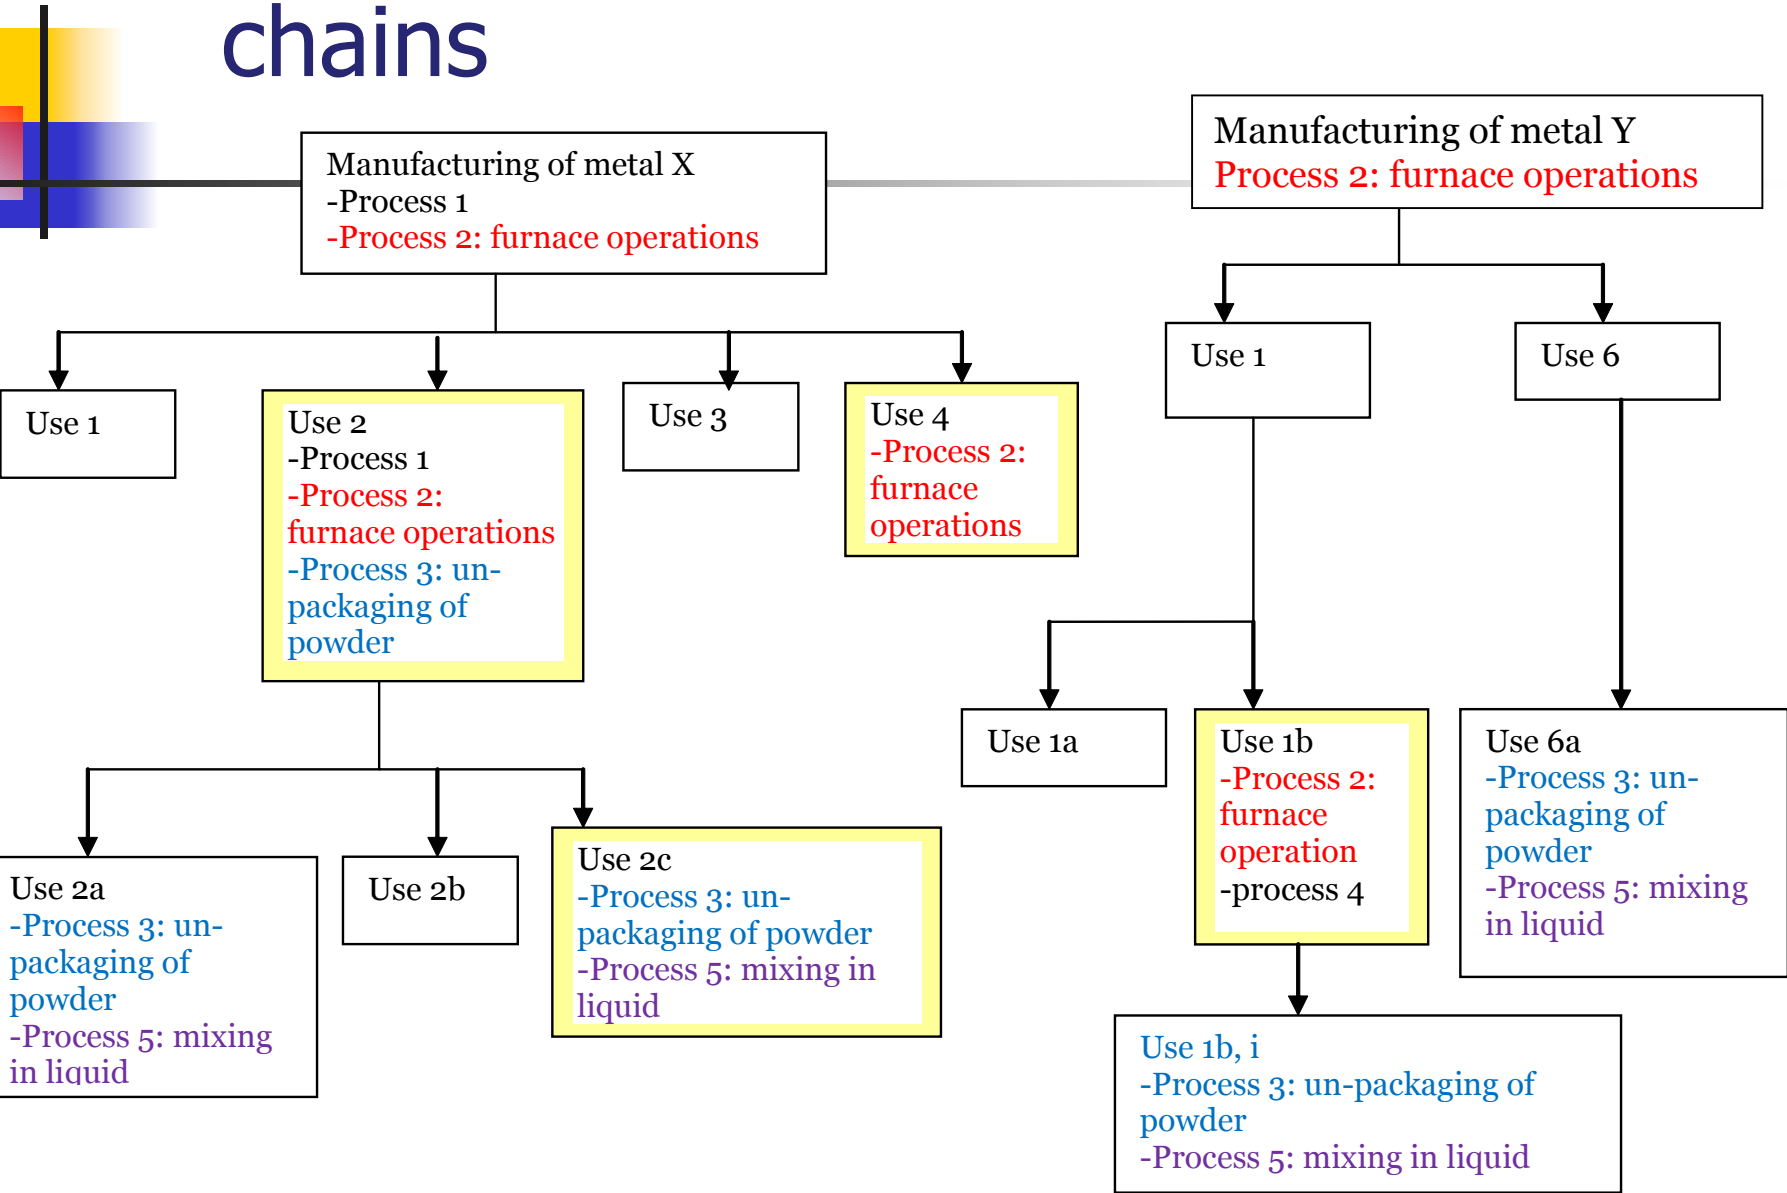 chains
Manufacturing of metal X
-Process 1
-Process 2: furnace operations
Manufacturing of metal Y
Process 2: furnace operations
Use 1
Use 2
-Process 1
-Process 2:
furnace operations
-Process 3: un-
packaging of
powder
Use 3
Use 4
-Process 2:
furnace
operations
Use 1
Use 6
Use 2a
-Process 3: un-
packaging of
powder
-Process 5: mixing
in liquid
Use 2b
Use 2c
-Process 3: un-
packaging of powder
-Process 5: mixing in
liquid
Use 1a
Use 1b
-Process 2:
furnace
operation
-process 4
Use 6a
-Process 3: un-
packaging of
powder
-Process 5: mixing
in liquid
Use 1b, i
-Process 3: un-packaging of
powder
-Process 5: mixing in liquid